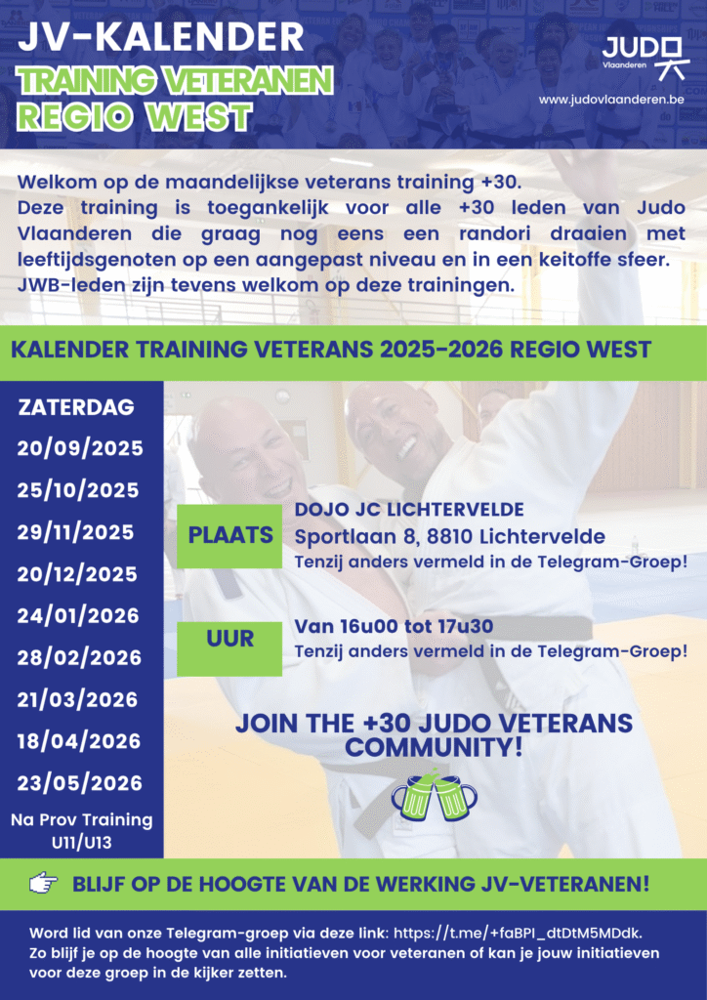 JV-KALENDER
TRAINING VETERANEN
REGIO WEST
JUDO
Vlaanderen
www.judovlaanderen.be
Welkom op de maandelijkse veterans training +30.
Deze training is toegankelijk voor alle +30 leden van Judo
Vlaanderen die graag nog eens een randori draaien met
leeftijdsgenoten op een aangepast niveau en in een keitoffe sfeer.
JWB-leden zijn tevens welkom op deze trainingen.
KALENDER TRAINING VETERANS 2025-2026 REGIO WEST
ZATERDAG
20/09/2025
25/10/2025
29/11/2025
20/12/2025
24/01/2026
28/02/2026
21/03/2026
18/04/2026
23/05/2026
Na Prov Training
U11/U13
PLAATS
DOJO JC LICHTERVELDE
Sportlaan 8, 8810 Lichtervelde
Tenzij anders vermeld in de Telegram-Groep!
UUR
Van 16u00 tot 17u30
Tenzij anders vermeld in de Telegram-Groep!
JOIN THE +30 JUDO VETERANS
COMMUNITY!
BLIJF OP DE HOOGTE VAN DE WERKING JV-VETERANEN!
Word lid van onze Telegram-groep via deze link: https://t.me/+faBPI_dtDtM5MDdk.
Zo blijf je op de hoogte van alle initiatieven voor veteranen of kan je jouw initiatieven
voor deze groep in de kijker zetten.